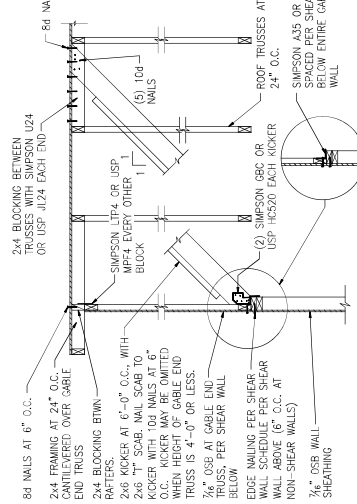 8d NAILS AT 6" O.C.
2x4 FRAMING AT 24" O.C.
CANTILEVERED OVER GABLE
END TRUSS
2x4 BLOCKING BTWN
RAFTERS.
2x6 KICKER AT 6'-0" O.C., WITH
2x6 "T" SCAB. NAIL SCAB TO
KICKER WITH 10d NAILS AT 6"
O.C. KICKER MAY BE OMITTED
WHEN HEIGHT OF GABLE END
TRUSS IS 4'-0" OR LESS.
7/16" OSB AT GABLE END
TRUSS, PER SHEAR WALL
BELOW
EDGE NAILING PER SHEAR
WALL SCHEDULE PER SHEAR
WALL ABOVE (6" O.C. AT
NON-SHEAR WALLS)
7/16" OSB WALL
SHEATHING
2x4 BLOCKING BETWEEN
TRUSSES WITH SIMPSON U24
OR USP JL24 EACH END
SIMPSON LTP4 OR USP
MPF4 EVERY OTHER
BLOCK
1
1
(2) SIMPSON GBC OR
USP HC520 EACH KICKER
8d NA
(5) 10d
NAILS
ROOF TRUSSES AT
24" O.C.
SIMPSON A35 OR
SPACED PER SHEA
BELOW ENTIRE GA
WALL